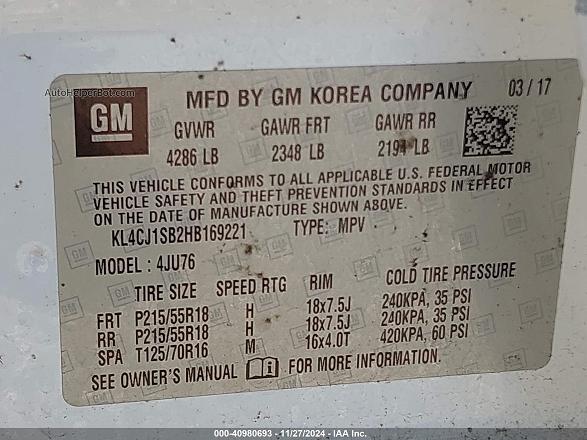 AutoHelperBot.com
GM
MFD BY GM KOREA COMPANY 03 / 17
GVWR GAWR FRT GAWR RR
4286 LB 2348 LB 2194 LB
THIS VEHICLE CONFORMS TO ALL APPLICABLE U.S. FEDERAL MOTOR
VEHICLE SAFETY AND THEFT PREVENTION STANDARDS IN EFFECT
ON THE DATE OF MANUFACTURE SHOWN ABOVE.
KL4CJ1SB2HB169221 TYPE: MPV
MODEL : 4JU76
TIRE SIZE SPEED RTG RIM COLD TIRE PRESSURE
FRT P215/55R18 H 18x7.5J 240KPA, 35 PSI
RR P215/55R18 H 18x7.5J 240KPA, 35 PSI
SPA T125/70R16 M 16x4.0T 420KPA, 60 PSI
SEE OWNER'S MANUAL FOR MORE INFORMATION
000-40980693 - 11/27/2024 - IAA Inc.